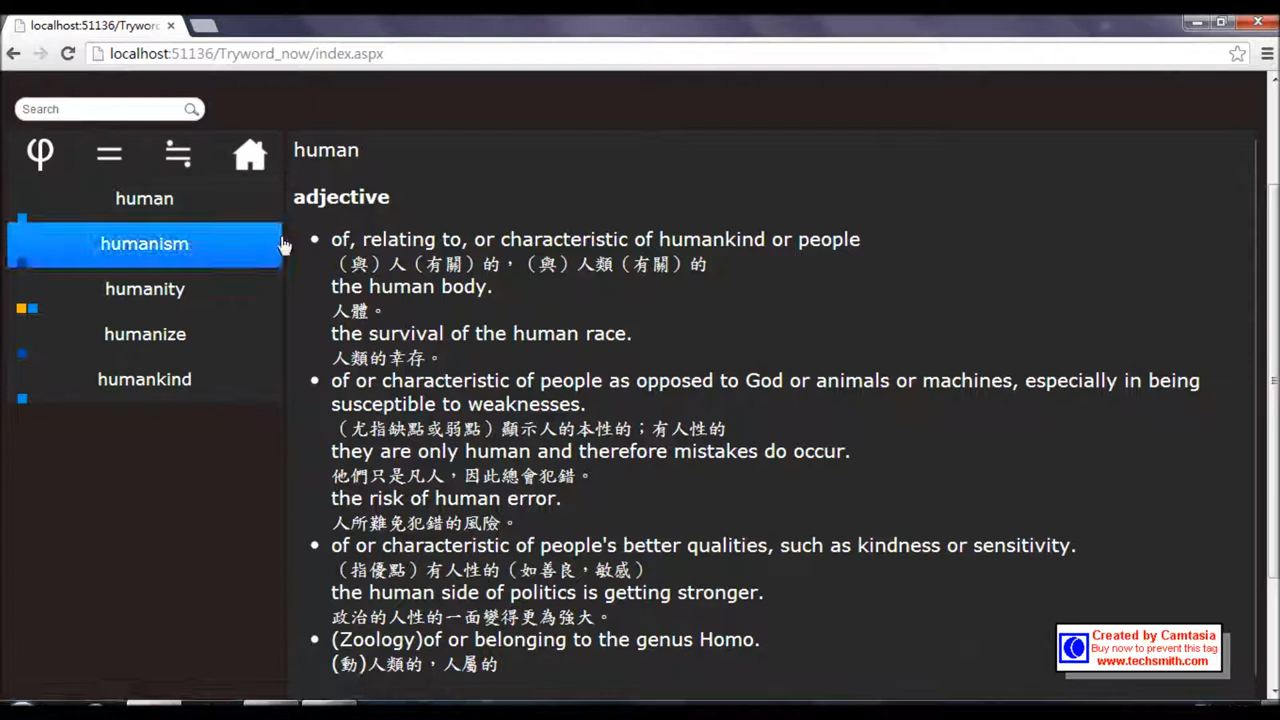 localhost:51136/Tryword
localhost:51136/Tryword_now/index.aspx
Search
φ = ≒
human
humanism
humanity
humanize
humankind
human
adjective
• of, relating to, or characteristic of humankind or people
（與）人（有關）的，（與）人類（有關）的
the human body.
人體。
the survival of the human race.
人類的幸存。
• of or characteristic of people as opposed to God or animals or machines, especially in being
susceptible to weaknesses.
（尤指缺點或弱點）顯示人的本性的；有人性的
they are only human and therefore mistakes do occur.
他們只是凡人，因此總會犯錯。
the risk of human error.
人所難免犯錯的風險。
• of or characteristic of people's better qualities, such as kindness or sensitivity.
（指優點）有人性的（如善良，敏感）
the human side of politics is getting stronger.
政治的人性的一面變得更為強大。
• (Zoology)of or belonging to the genus Homo.
(動)人類的，人屬的
Created by Camtasia
Buy now to prevent this tag
www.techsmith.com